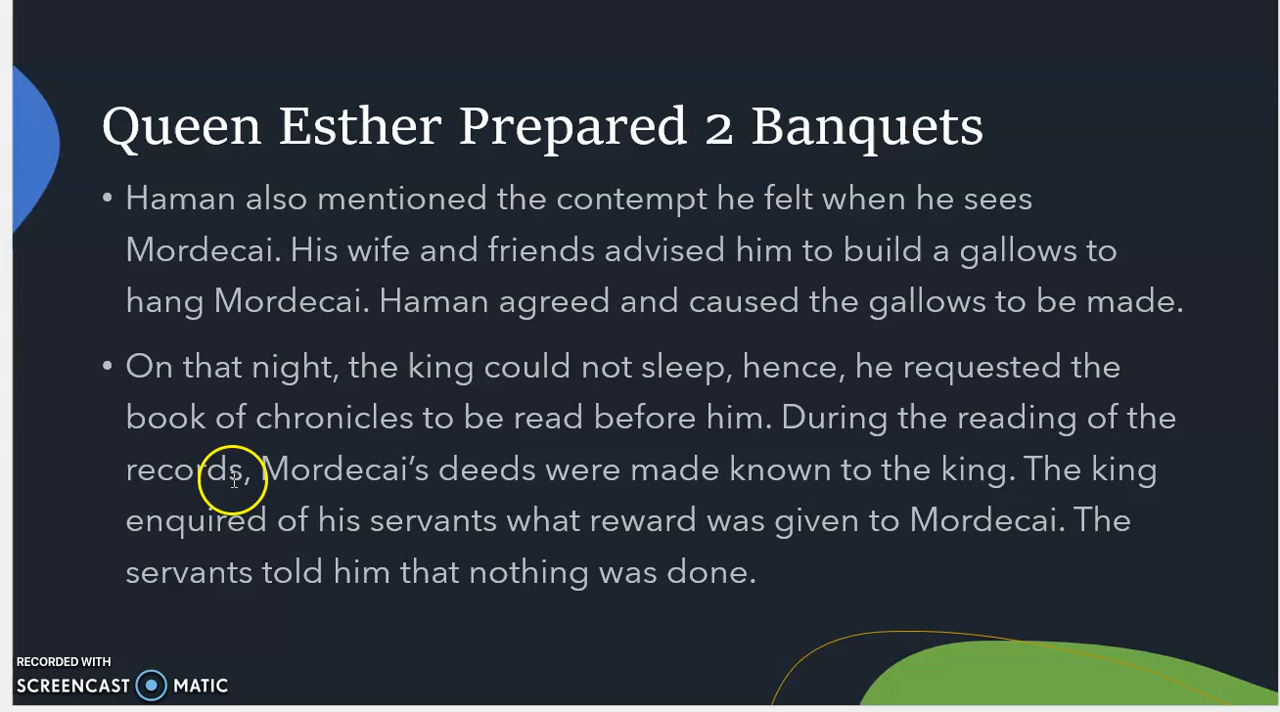 Queen Esther Prepared 2 Banquets
• Haman also mentioned the contempt he felt when he sees
Mordecai. His wife and friends advised him to build a gallows to
hang Mordecai. Haman agreed and caused the gallows to be made.
• On that night, the king could not sleep, hence, he requested the
book of chronicles to be read before him. During the reading of the
records, Mordecai’s deeds were made known to the king. The king
enquired of his servants what reward was given to Mordecai. The
servants told him that nothing was done.
RECORDED WITH
SCREENCAST MATIC